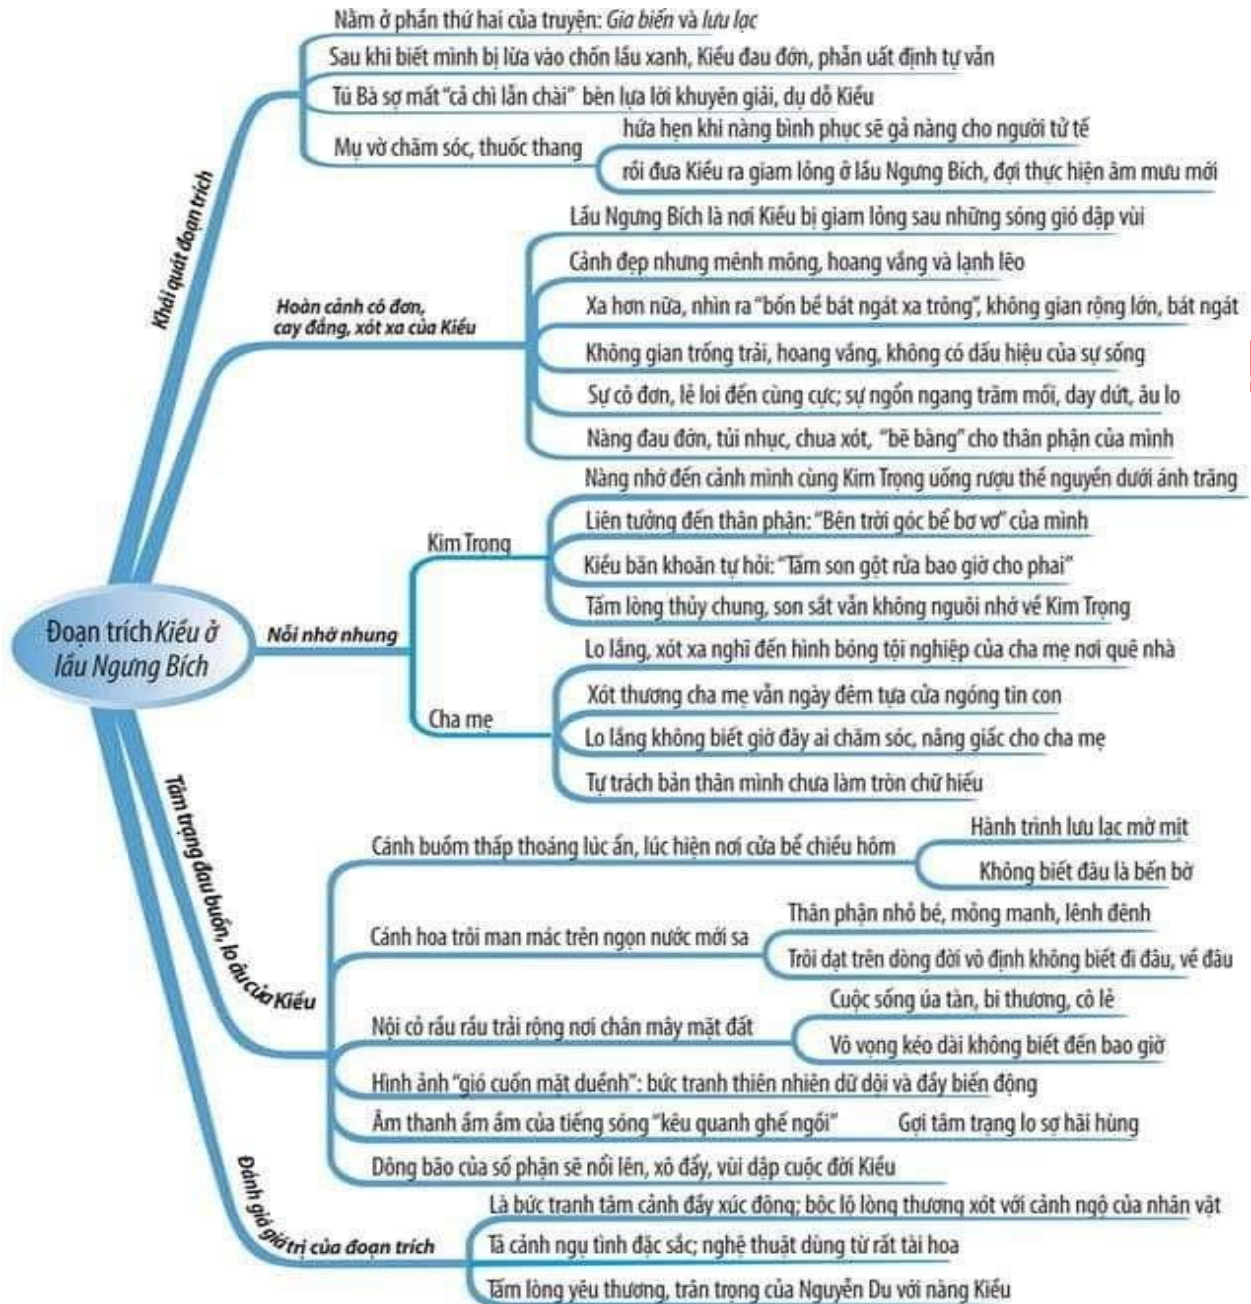 Nằm ở phần thứ hai của truyện: Gia biến và lưu lạc
Sau khi biết mình bị lừa vào chốn lầu xanh, Kiều đau đớn, phẫn uất định tự vẫn
Tú Bà sợ mất "cả chì lẫn chài" bèn lựa lời khuyên giải, dụ dỗ Kiều
Mụ vờ chăm sóc, thuốc thang
hứa hẹn khi nàng bình phục sẽ gả nàng cho người tử tế
rồi đưa Kiều ra giam lỏng ở lầu Ngưng Bích, đợi thực hiện âm mưu mới
Khái quát đoạn trích
Lầu Ngưng Bích là nơi Kiều bị giam lỏng sau những sóng gió dập vùi
Cảnh đẹp nhưng mênh mông, hoang vắng và lạnh lẽo
Xa hơn nữa, nhìn ra "bốn bề bát ngát xa trông", không gian rộng lớn, bát ngát
Không gian trống trải, hoang vắng, không có dấu hiệu của sự sống
Sự cô đơn, lẻ loi đến cùng cực; sự ngổn ngang trăm mối, day dứt, âu lo
Nàng đau đớn, tủi nhục, chua xót, "bẽ bàng" cho thân phận của mình
Hoàn cảnh cô đơn,
cay đắng, xót xa của Kiều
Nàng nhớ đến cảnh mình cùng Kim Trọng uống rượu thề nguyền dưới ánh trăng
Liên tưởng đến thân phận: "Bên trời góc bể bơ vơ" của mình
Kim Trọng
Kiều băn khoăn tự hỏi: "Tấm son gột rửa bao giờ cho phai"
Tấm lòng thủy chung, son sắt vẫn không nguôi nhớ về Kim Trọng
Đoạn trích Kiều ở
lầu Ngưng Bích
Nỗi nhớ nhung
Lo lắng, xót xa nghĩ đến hình bóng tội nghiệp của cha mẹ nơi quê nhà
Xót thương cha mẹ vẫn ngày đêm tựa cửa ngóng tin con
Cha mẹ
Lo lắng không biết giờ đây ai chăm sóc, nâng giấc cho cha mẹ
Tự trách bản thân mình chưa làm tròn chữ hiếu
Tâm trạng đau buồn, lo âu của Kiều
Cánh buồm thấp thoáng lúc ẩn, lúc hiện nơi cửa bể chiều hôm
Hành trình lưu lạc mờ mịt
Không biết đâu là bến bờ
Cánh hoa trôi man mác trên ngọn nước mới sa
Thân phận nhỏ bé, mỏng manh, lênh đênh
Trôi dạt trên dòng đời vô định không biết đi đâu, về đâu
Nội cỏ rầu rầu trải rộng nơi chân mây mặt đất
Cuộc sống úa tàn, bi thương, cô lẻ
Vô vọng kéo dài không biết đến bao giờ
Hình ảnh "gió cuốn mặt duềnh": bức tranh thiên nhiên dữ dội và đầy biến động
Âm thanh ầm ầm của tiếng sóng "kêu quanh ghế ngồi"
Gợi tâm trạng lo sợ hãi hùng
Dông bão của số phận sẽ nổi lên, xô đẩy, vùi dập cuộc đời Kiều
Đánh giá giá trị của đoạn trích
Là bức tranh tâm cảnh đầy xúc động; bộc lộ lòng thương xót với cảnh ngộ của nhân vật
Tả cảnh ngụ tình đặc sắc; nghệ thuật dùng từ rất tài hoa
Tấm lòng yêu thương, trân trọng của Nguyễn Du với nàng Kiều